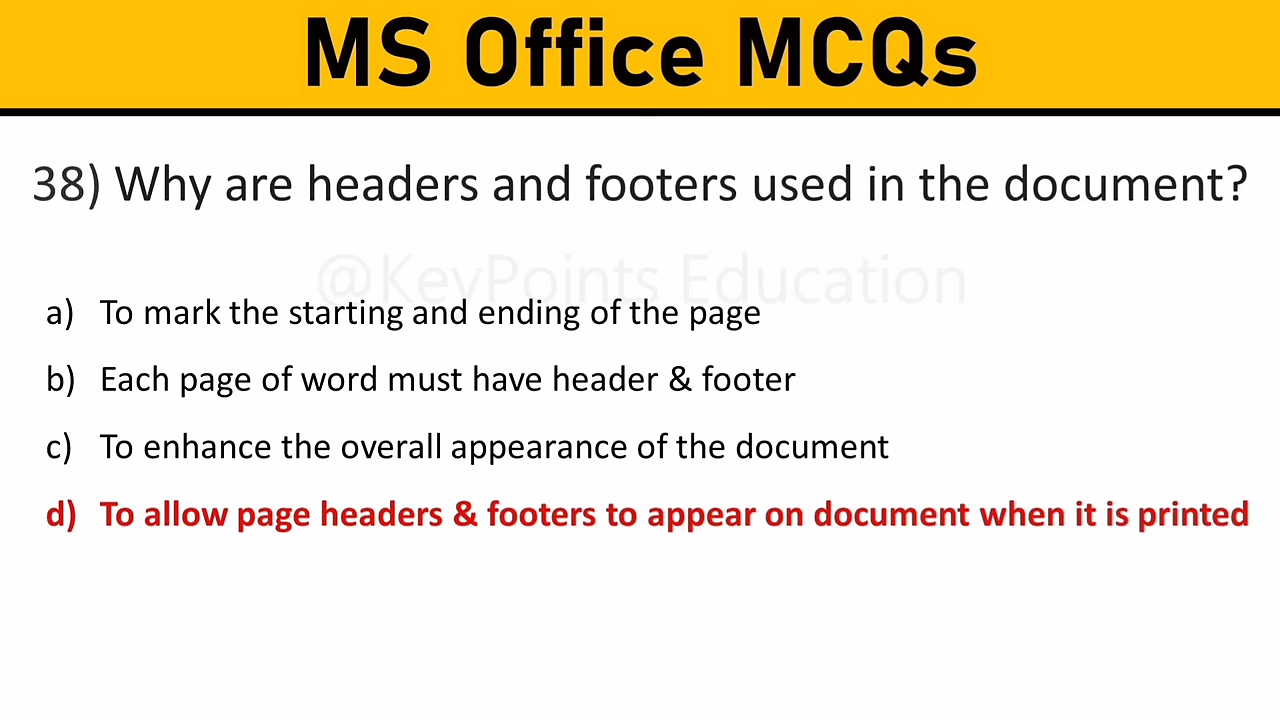 MS Office MCQs
38) Why are headers and footers used in the document?
@KeyPoints Education
a) To mark the starting and ending of the page
b) Each page of word must have header & footer
c) To enhance the overall appearance of the document
d) To allow page headers & footers to appear on document when it is printed